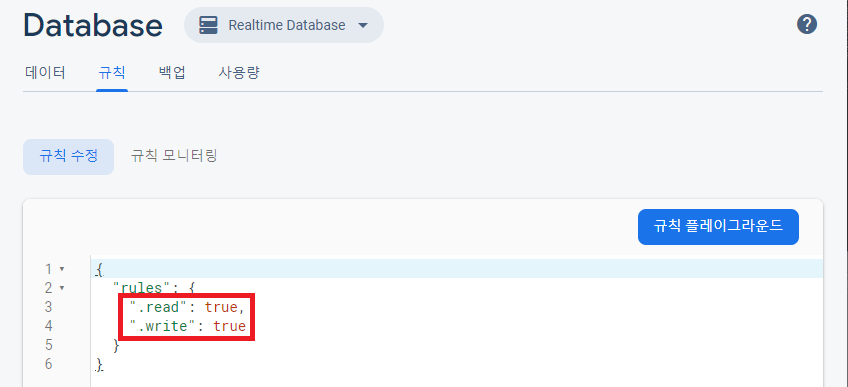 Database Realtime Database
데이터 규칙 백업 사용량
규칙 수정 규칙 모니터링
규칙 플레이그라운드
1 {
2 "rules": {
3 ".read": true,
4 ".write": true
5 }
6 }